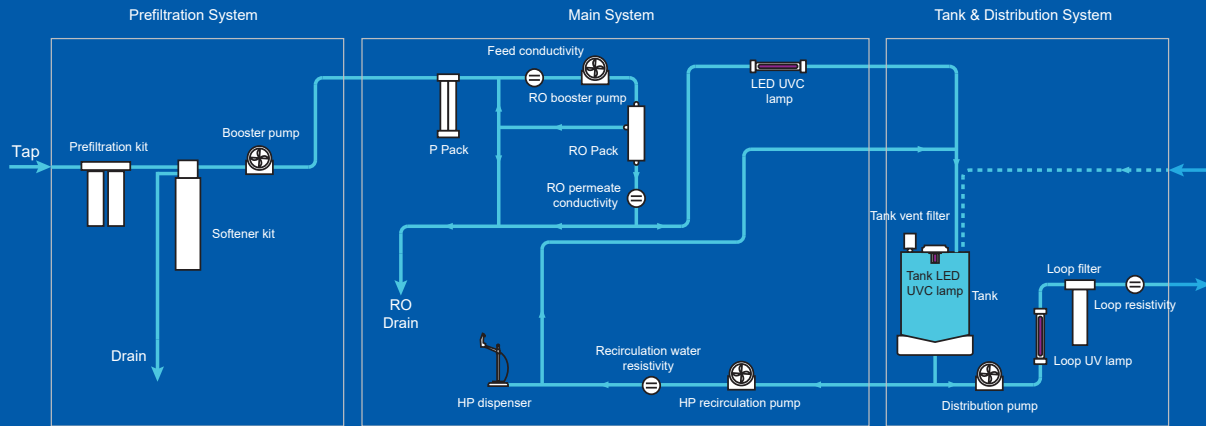 Prefiltration System
Main System
Tank & Distribution System
Tap
Prefiltration kit
Booster pump
Softener kit
Drain
Feed conductivity
RO booster pump
P Pack
RO Pack
RO permeate
conductivity
RO
Drain
LED UVC
lamp
HP dispenser
Recirculation water
resistivity
HP recirculation pump
Tank vent filter
Tank LED
UVC lamp
Tank
Loop filter
Loop resistivity
Loop UV lamp
Distribution pump